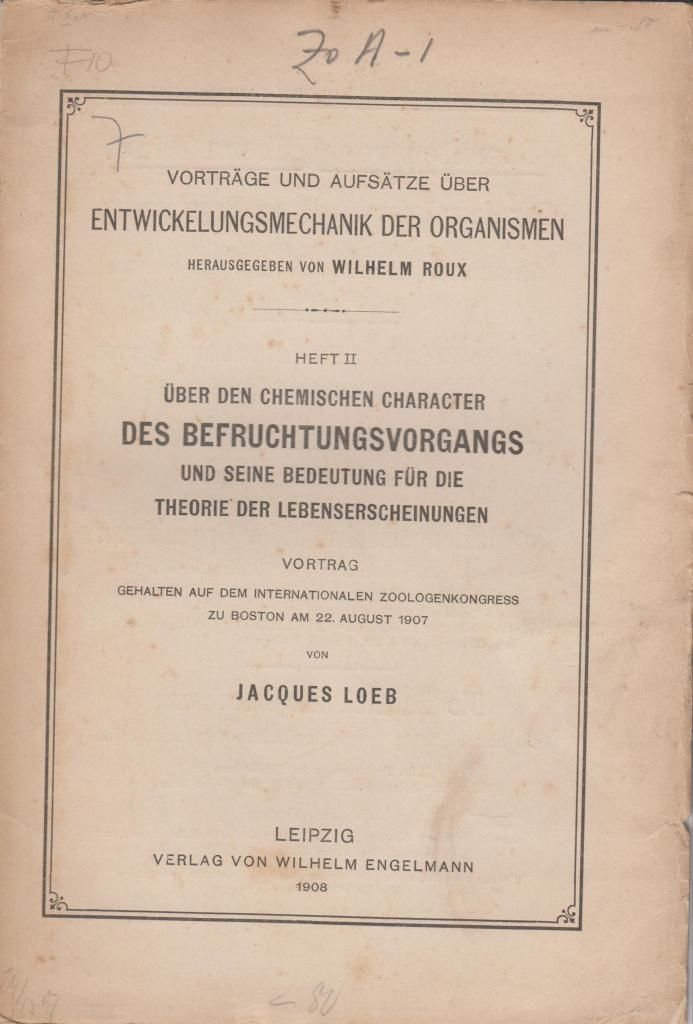 Zo A-1
F10
7
VORTRÄGE UND AUFSÄTZE ÜBER
ENTWICKELUNGSMECHANIK DER ORGANISMEN
HERAUSGEGEBEN VON WILHELM ROUX
HEFT II
ÜBER DEN CHEMISCHEN CHARACTER
DES BEFRUCHTUNGSVORGANGS
UND SEINE BEDEUTUNG FÜR DIE
THEORIE DER LEBENSERSCHEINUNGEN
VORTRAG
GEHALTEN AUF DEM INTERNATIONALEN ZOOLOGENKONGRESS
ZU BOSTON AM 22. AUGUST 1907
VON
JACQUES LOEB
LEIPZIG
VERLAG VON WILHELM ENGELMANN
1908